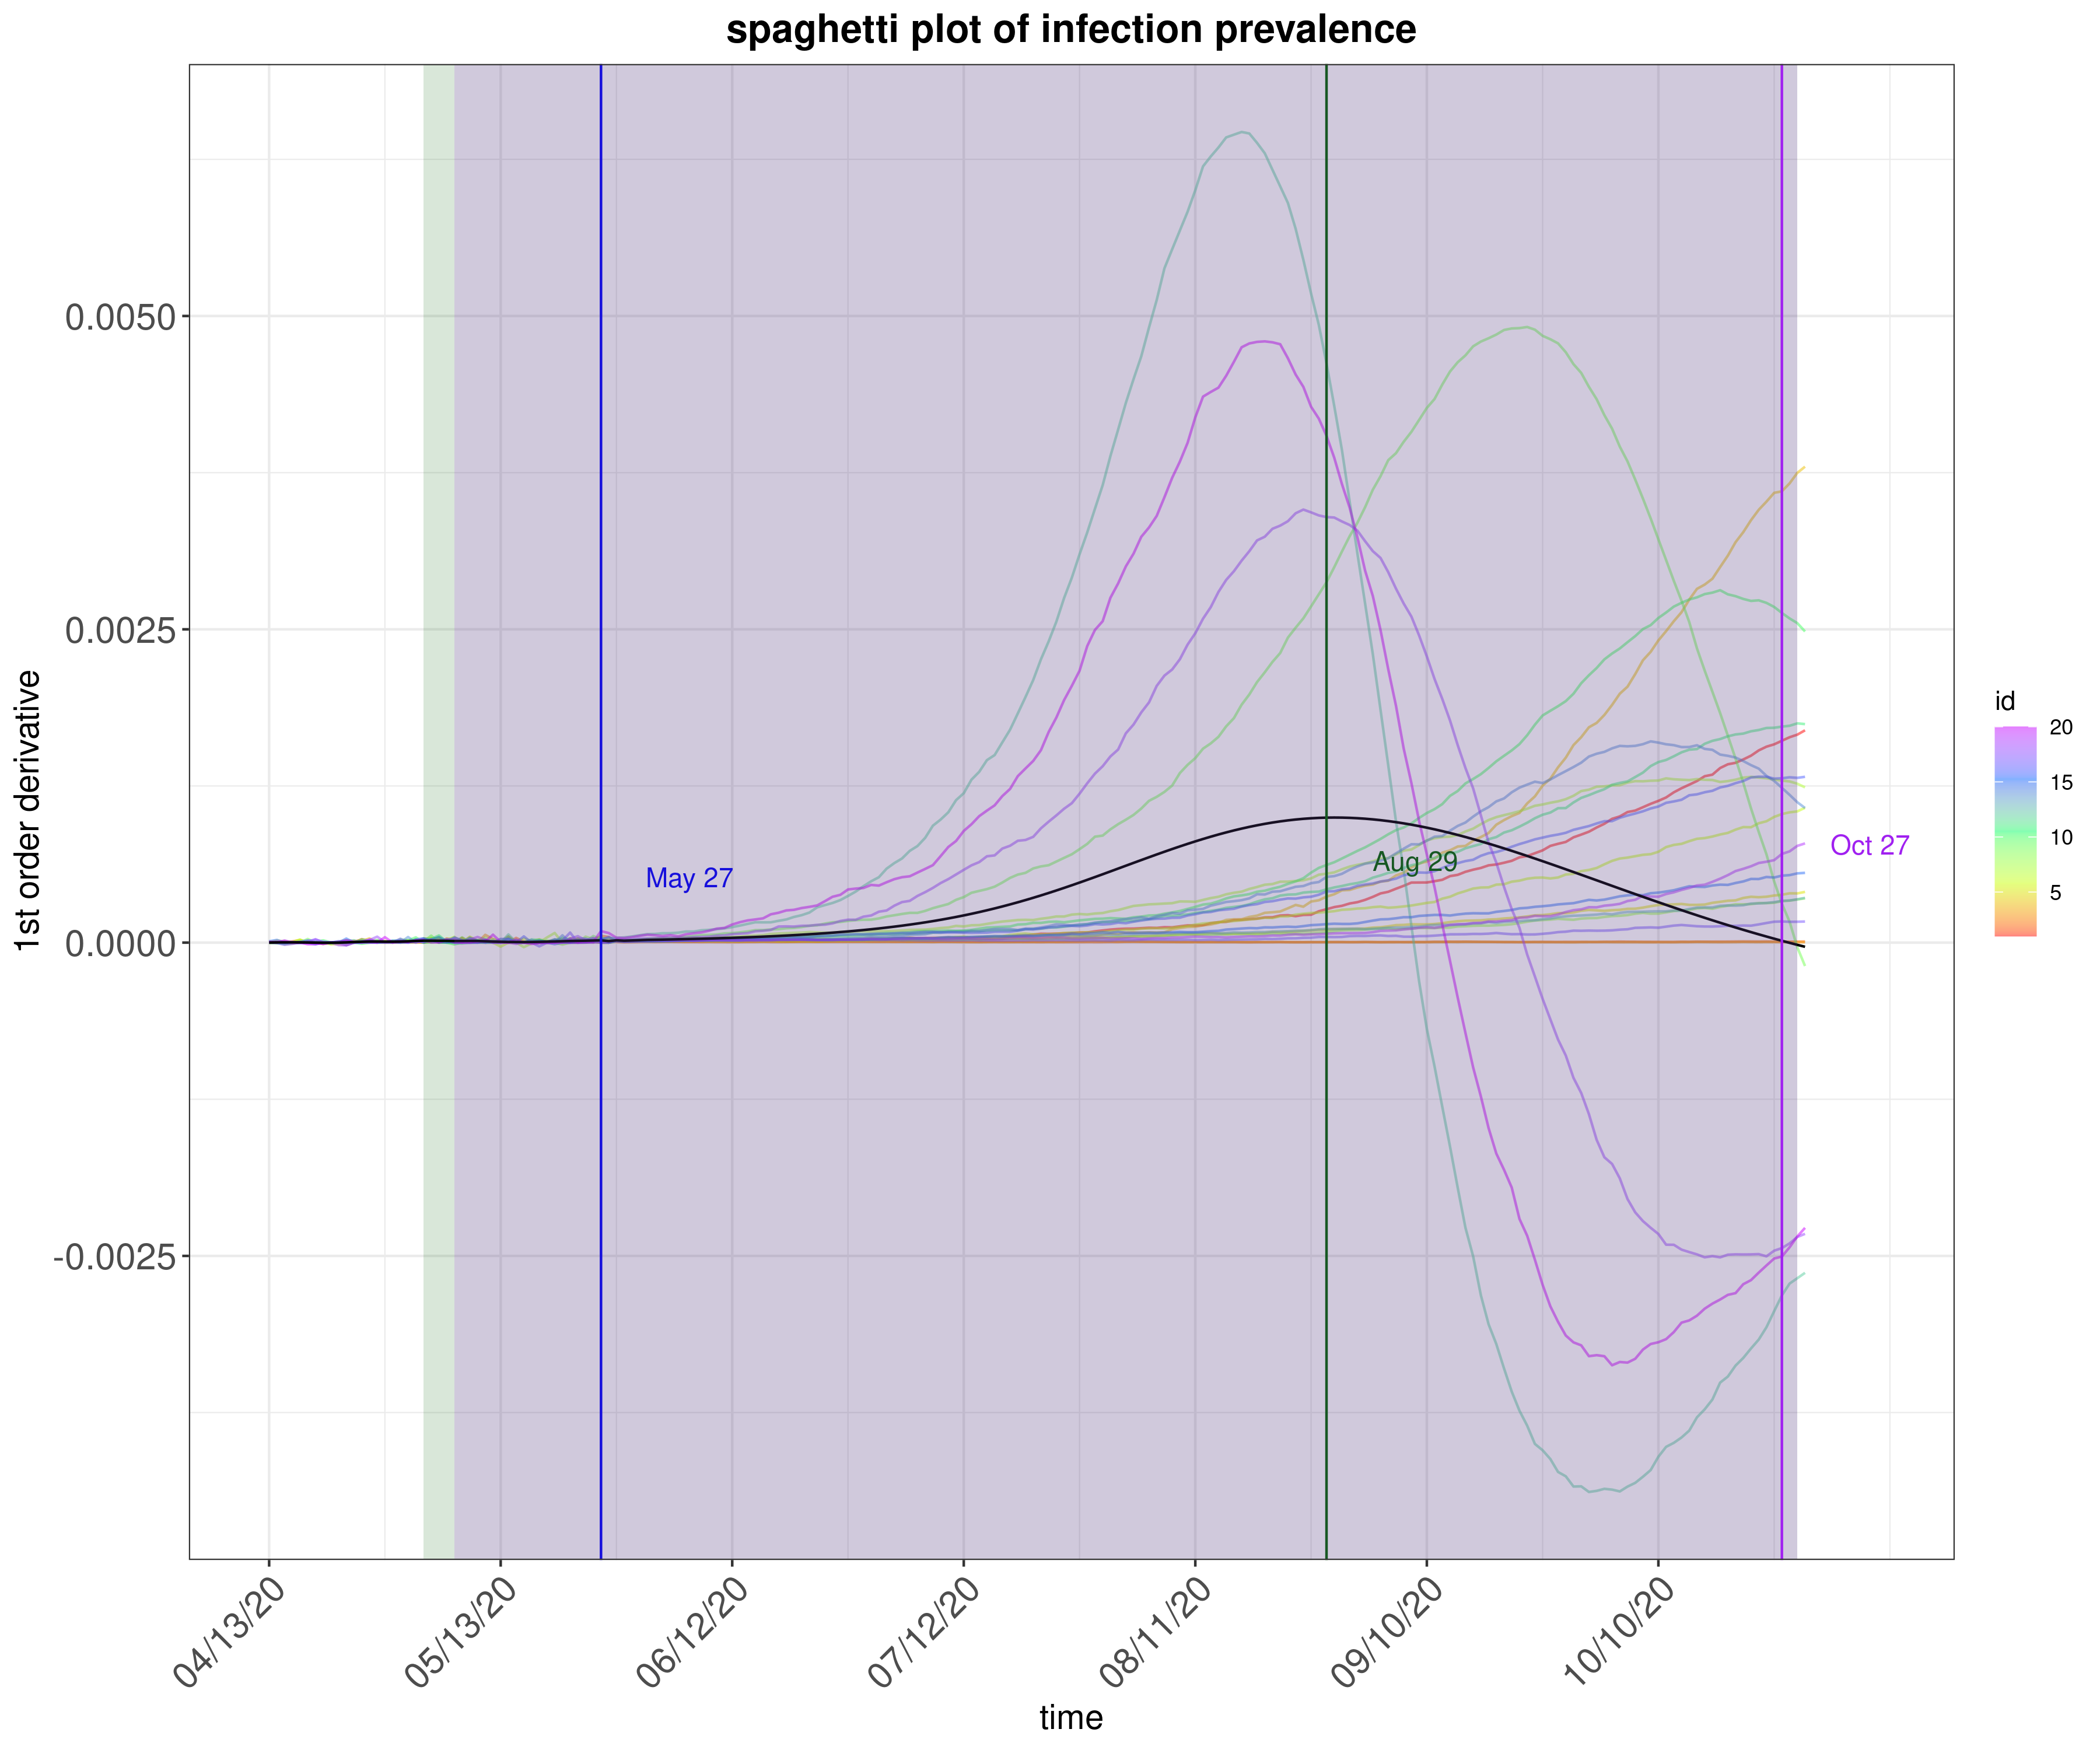 spaghetti plot of infection prevalence
1st order derivative
0.0050
0.0025
0.0000
-0.0025
May 27
Aug 29
Oct 27
04/13/20
05/13/20
06/12/20
07/12/20
08/11/20
09/10/20
10/10/20
time
id
20
15
10
5